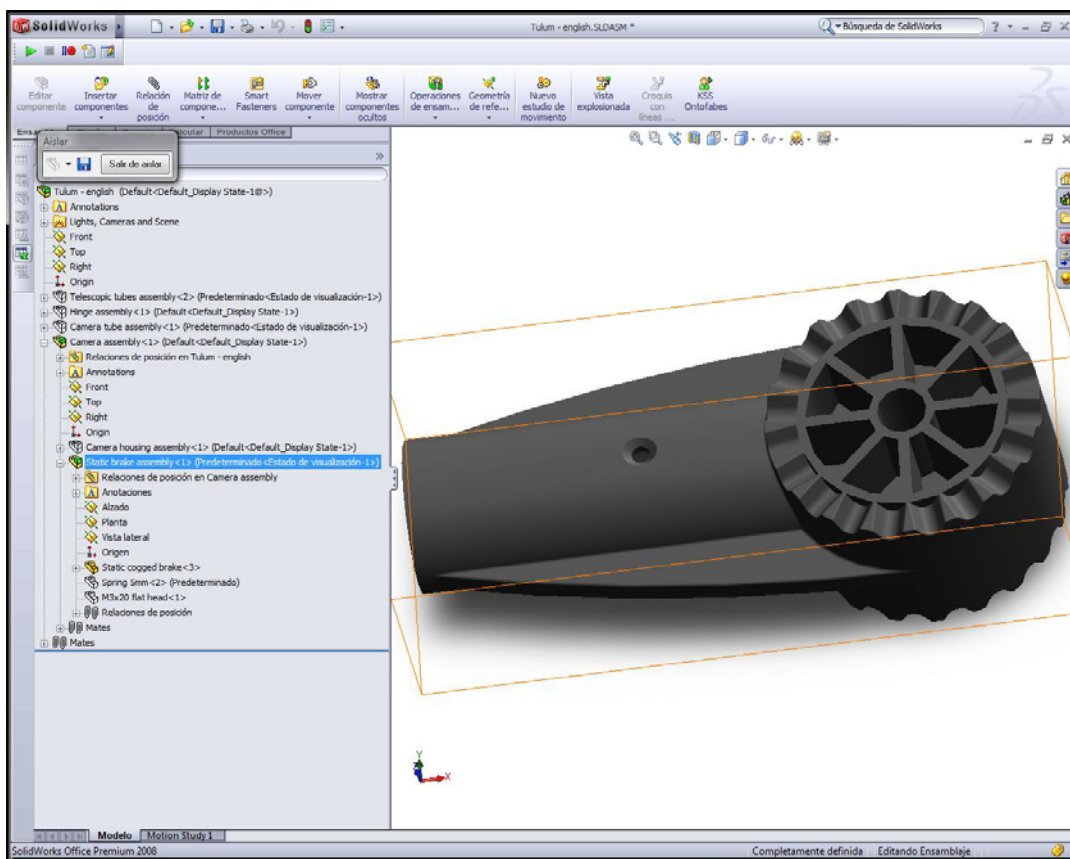 SolidWorks
Tulum - english.SLDASM *
Búsqueda de SolidWorks
Editar componente
Insertar componentes
Relación de posición
Matriz de compone...
Smart Fasteners
Mover componente
Mostrar componentes ocultos
Operaciones de ensam...
Geometría de refe...
Nuevo estudio de movimiento
Vista explosionada
Croquis con líneas ...
KSS Ontofabes
Productos Office
Aislar
Salir de aislar
Tulum - english (Default<Default_Display State-1@>)
Annotations
Lights, Cameras and Scene
Front
Top
Right
Origin
Telescopic tubes assembly<2> (Predeterminado<Estado de visualización-1>)
Hinge assembly<1> (Default<Default_Display State-1>)
Camera tube assembly<1> (Predeterminado<Estado de visualización-1>)
Camera assembly<1> (Default<Default_Display State-1>)
Relaciones de posición en Tulum - english
Annotations
Front
Top
Right
Origin
Camera housing assembly<1> (Default<Default_Display State-1>)
Static brake assembly<1> (Predeterminado<Estado de visualización-1>)
Relaciones de posición en Camera assembly
Anotaciones
Alzado
Planta
Vista lateral
Origen
Static cogged brake<3>
Spring 5mm<2> (Predeterminado)
M3x20 flat head<1>
Relaciones de posición
Mates
Mates
Y
X
Modelo
Motion Study 1
SolidWorks Office Premium 2008
Completamente definida
Editando Ensamblaje